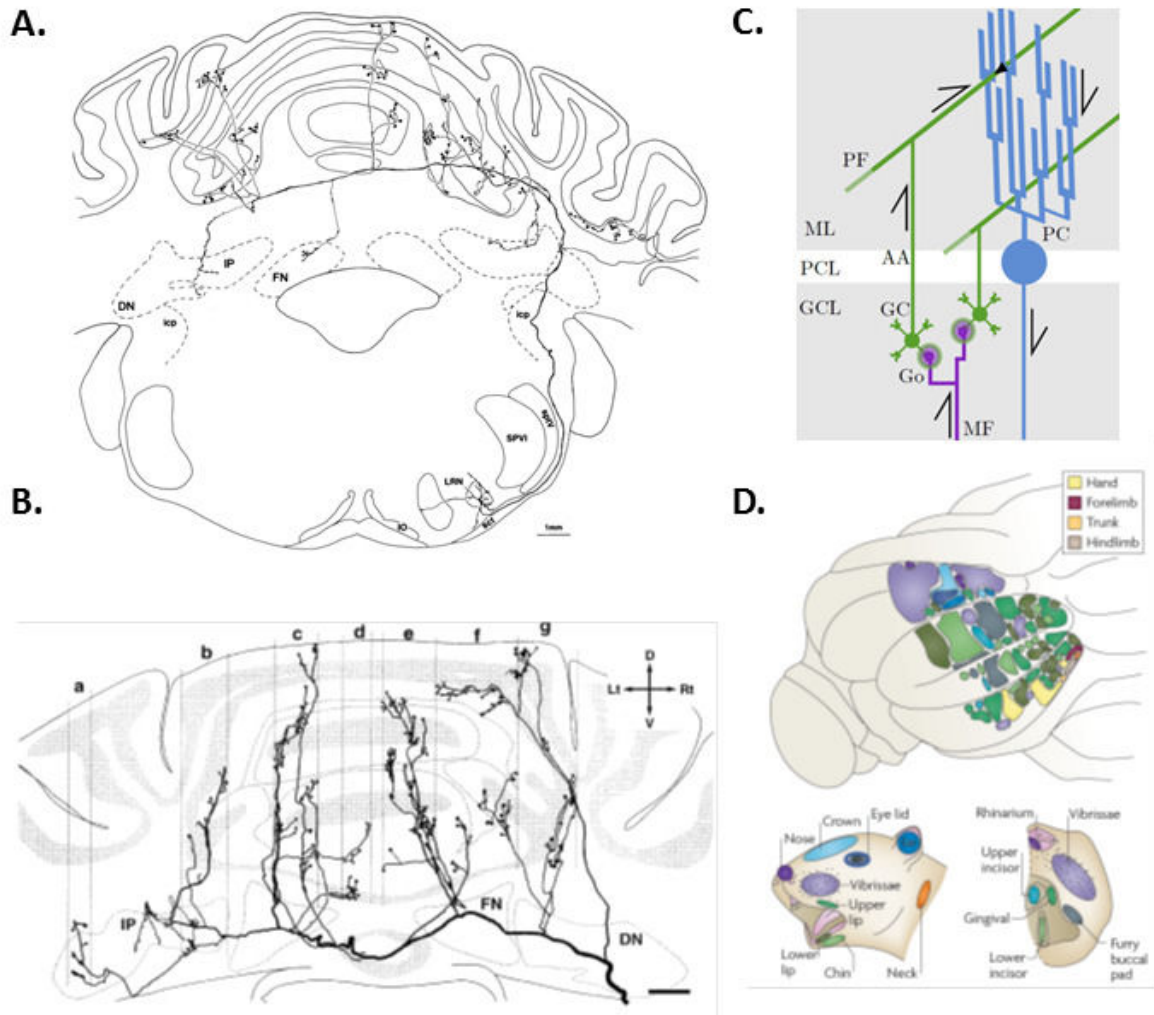 A.
IP
FN
DN
icp
icp
SPVI
sptV
LRN
IO
1mm
B.
a
b
c
d
e
f
g
D
Lt
Rt
V
IP
FN
DN
C.
PF
ML
PC
AA
PCL
GCL
GC
Go
MF
D.
Hand
Forelimb
Trunk
Hindlimb
Nose
Crown
Eye lid
Vibrissae
Upper
lip
Lower
lip
Chin
Neck
Rhinarium
Vibrissae
Upper
incisor
Gingival
Lower
incisor
Furry
buccal
pad